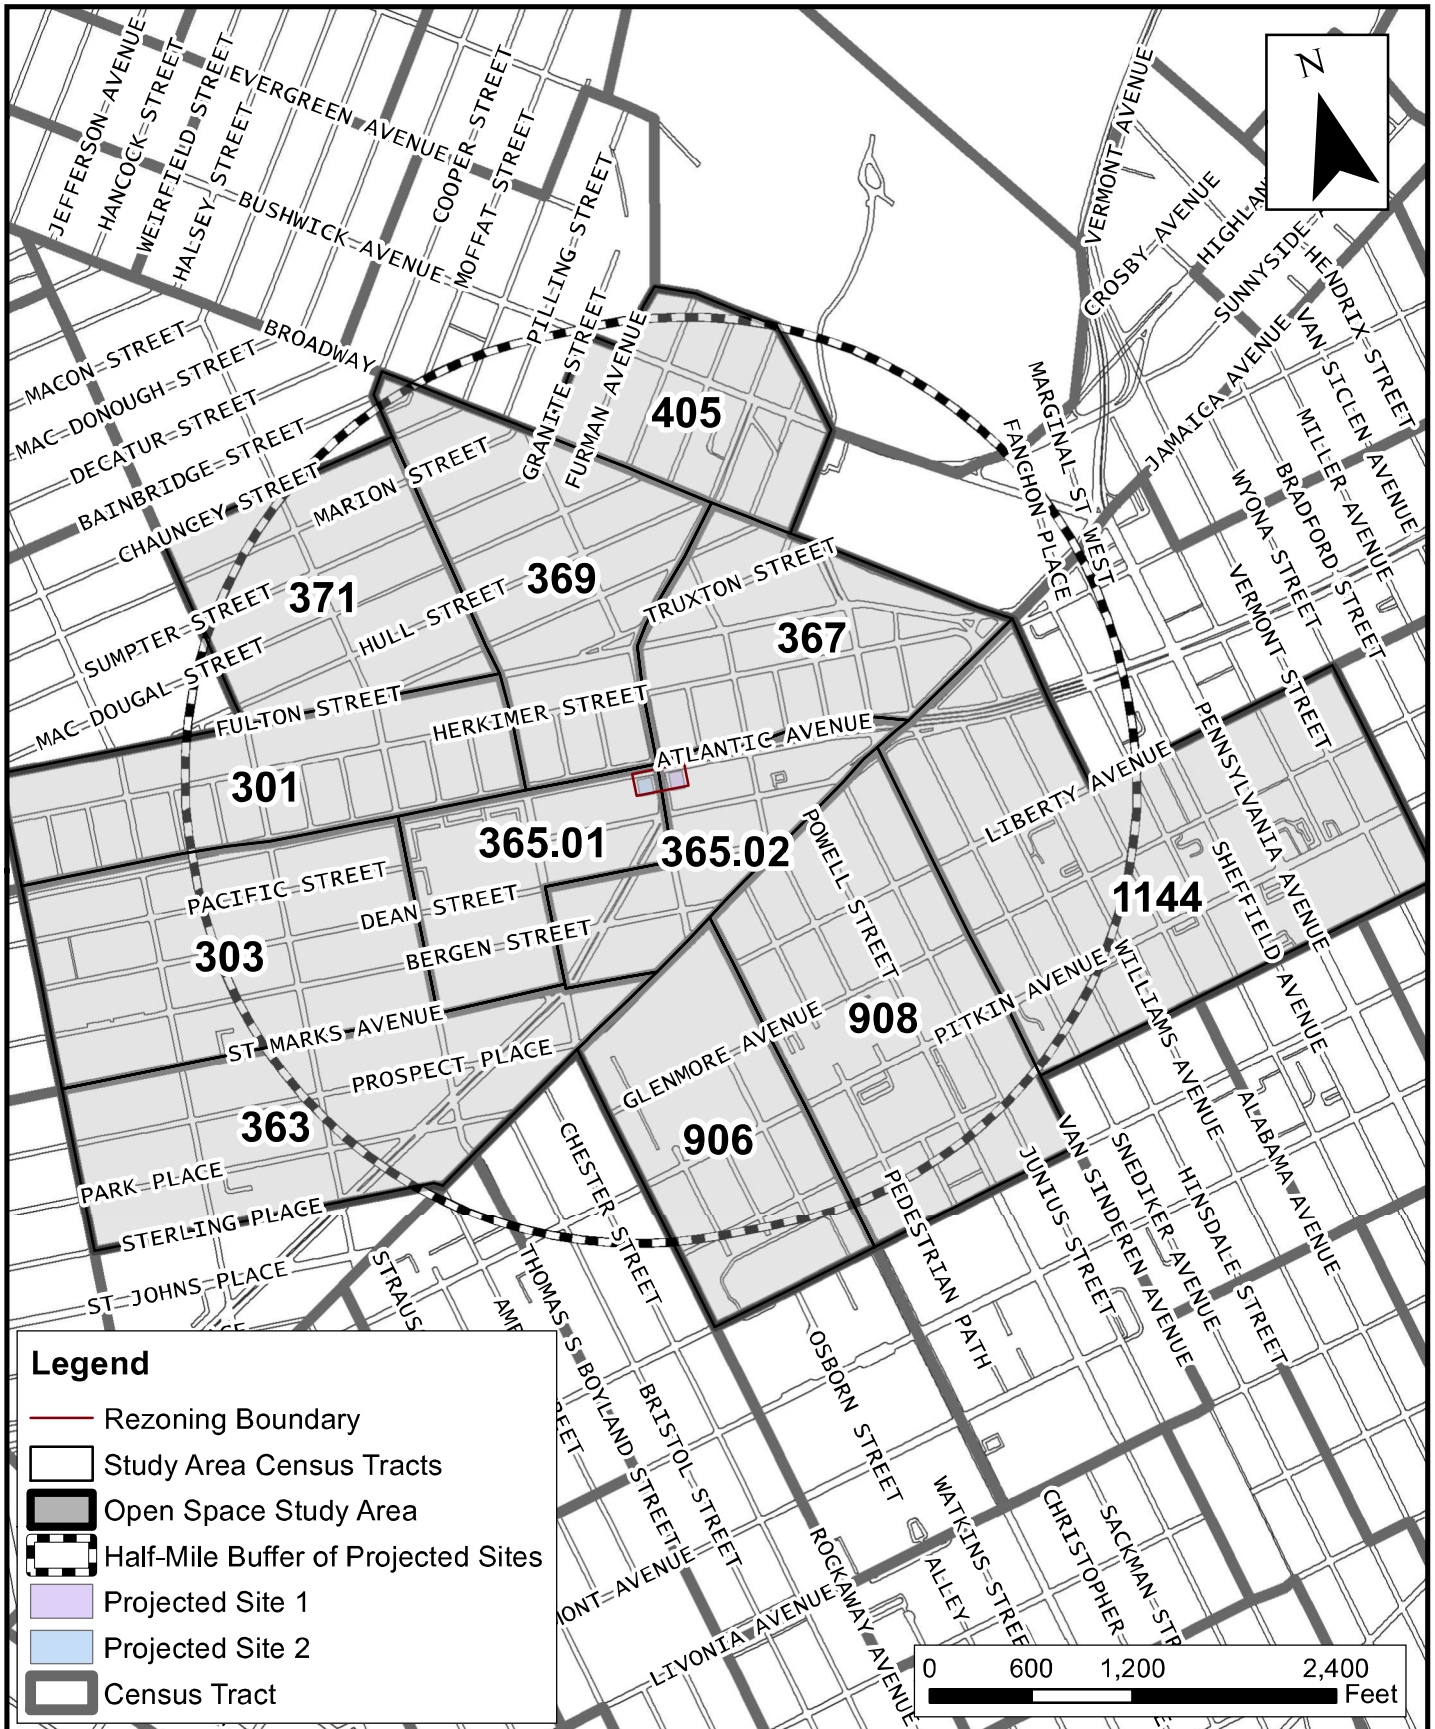 JEFFERSON AVENUE
HANCOCK STREET
WEIRFIELD STREET
HALSEY STREET
EVERGREEN AVENUE
COOPER STREET
MOFFAT STREET
BUSHWICK AVENUE
PILLING STREET
VERMONT AVENUE
N
CROSBY AVENUE
SUNNYSIDE
HENDRIX STREET
VAN SICLEN AVENUE
BROADWAY
GRANITE STREET
FURMAN AVENUE
MACON STREET
MAC DONOUGH STREET
DECATUR STREET
BAINBRIDGE STREET
CHAUNCEY STREET
MARION STREET
405
MARGINAL ST WEST
FANCHON PLACE
JAMAICA AVENUE
MILLER AVENUE
BRADFORD STREET
WYONA STREET
VERMONT STREET
371
369
367
SUMPTER STREET
HULL STREET
TRUXTON STREET
MAC DOUGAL STREET
FULTON STREET
HERKIMER STREET
ATLANTIC AVENUE
301
365.01
365.02
LIBERTY AVENUE
PENNSYLVANIA AVENUE
POWELL STREET
SHEFFIELD AVENUE
1144
PACIFIC STREET
DEAN STREET
BERGEN STREET
303
908
PITKIN AVENUE
WILLIAMS AVENUE
ST MARKS AVENUE
GLENMORE AVENUE
PROSPECT PLACE
363
906
ALABAMA AVENUE
PARK PLACE
STERLING PLACE
ST JOHNS PLACE
CHESTER STREET
PEDESTRIAN PATH
JUNIUS STREET
VAN SINDEREN AVENUE
SNEDIKER AVENUE
HINSDALE STREET
THOMAS S BOYLAND STREET
BRISTOL STREET
OSBORN STREET
WATKINS STREE
ALLEY
CHRISTOPHER
SACKMAN STR
ROCKAWAY AVENUE
LIVONIA AVENUE
MONT AVENUE
Legend
Rezoning Boundary
Study Area Census Tracts
Open Space Study Area
Half-Mile Buffer of Projected Sites
Projected Site 1
Projected Site 2
Census Tract
0 600 1,200 2,400
Feet